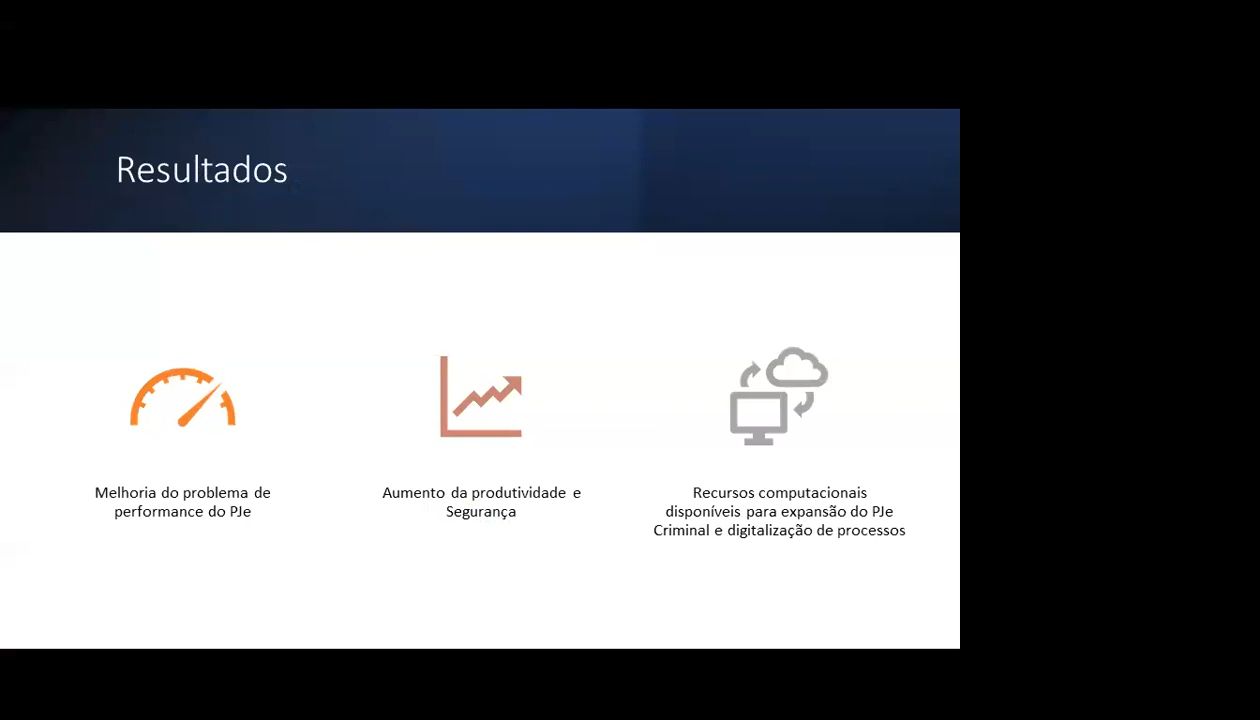 Resultados
Melhoria do problema de
performance do PJe
Aumento da produtividade e
Segurança
Recursos computacionais
disponíveis para expansão do PJe
Criminal e digitalização de processos